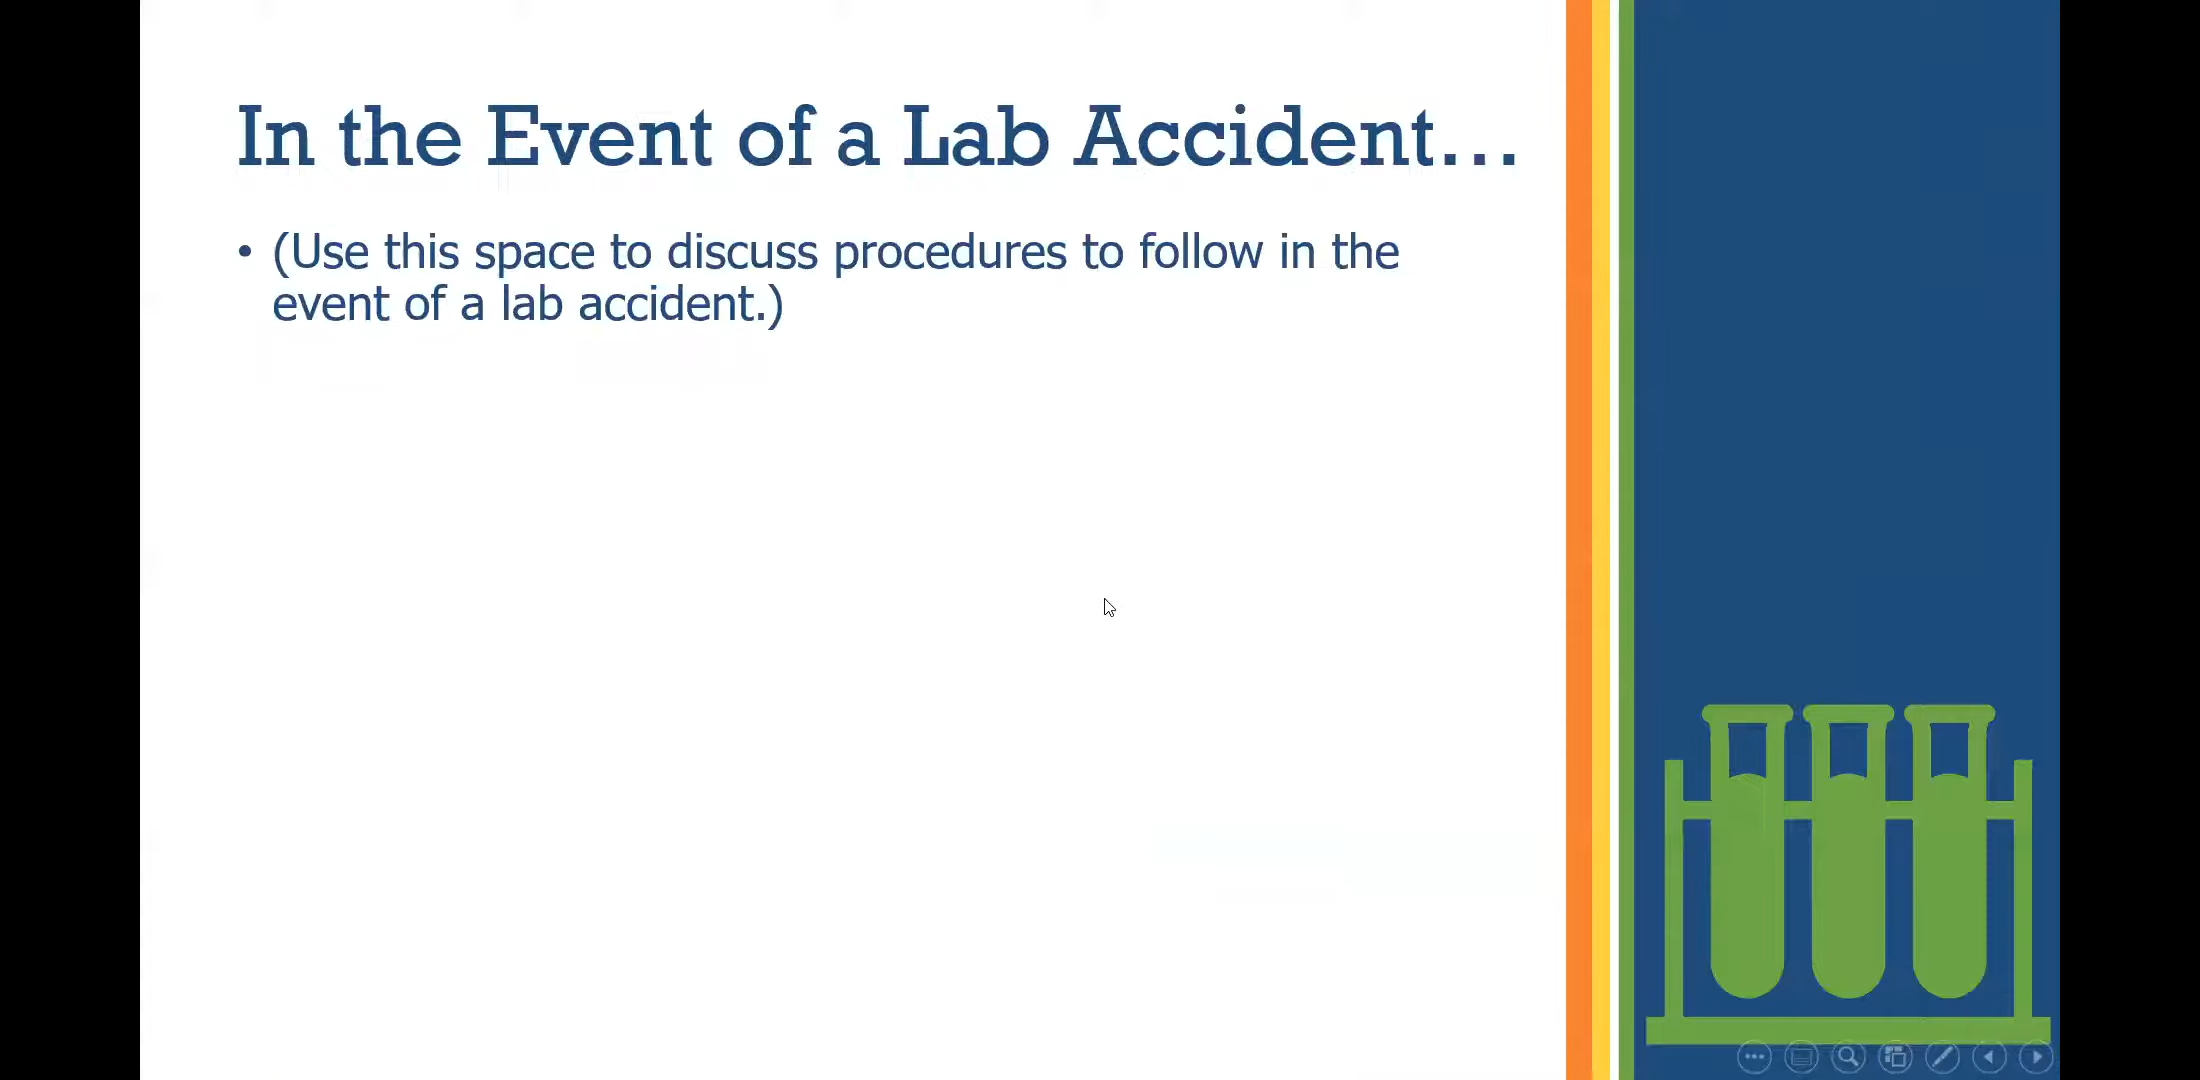 In the Event of a Lab Accident...
• (Use this space to discuss procedures to follow in the
event of a lab accident.)